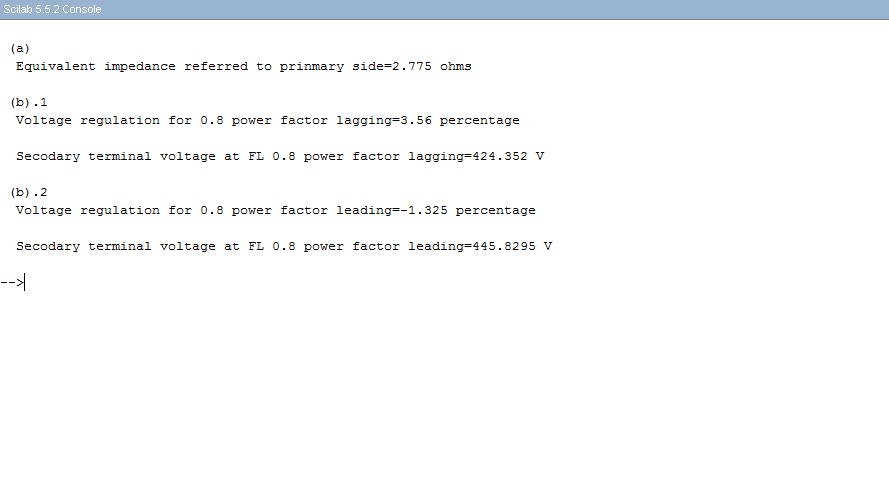 Scilab 5.5.2 Console
(a)
Equivalent impedance referred to prinmary side=2.775 ohms
(b).1
Voltage regulation for 0.8 power factor lagging=3.56 percentage
Secodary terminal voltage at FL 0.8 power factor lagging=424.352 V
(b).2
Voltage regulation for 0.8 power factor leading=-1.325 percentage
Secodary terminal voltage at FL 0.8 power factor leading=445.8295 V
-->